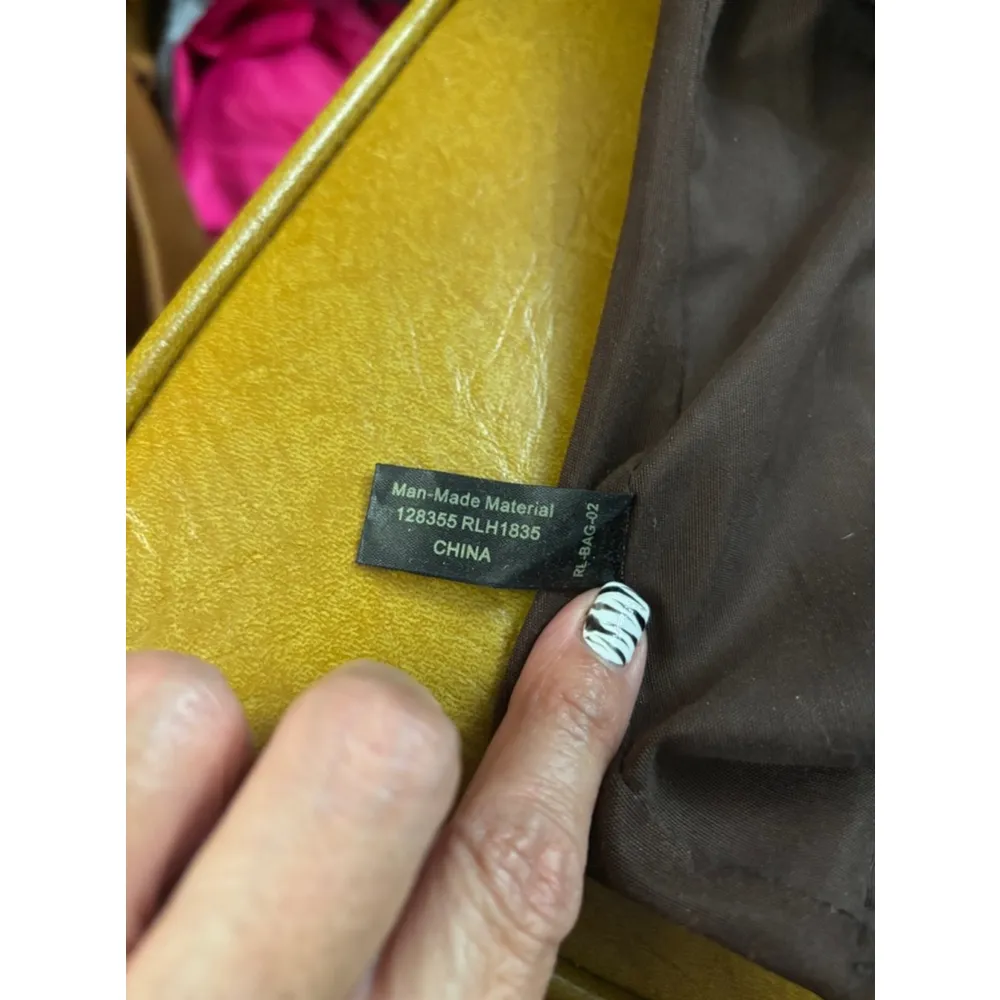 Man-Made Material
128355 RLH1835
CHINA
RL-BAG-02